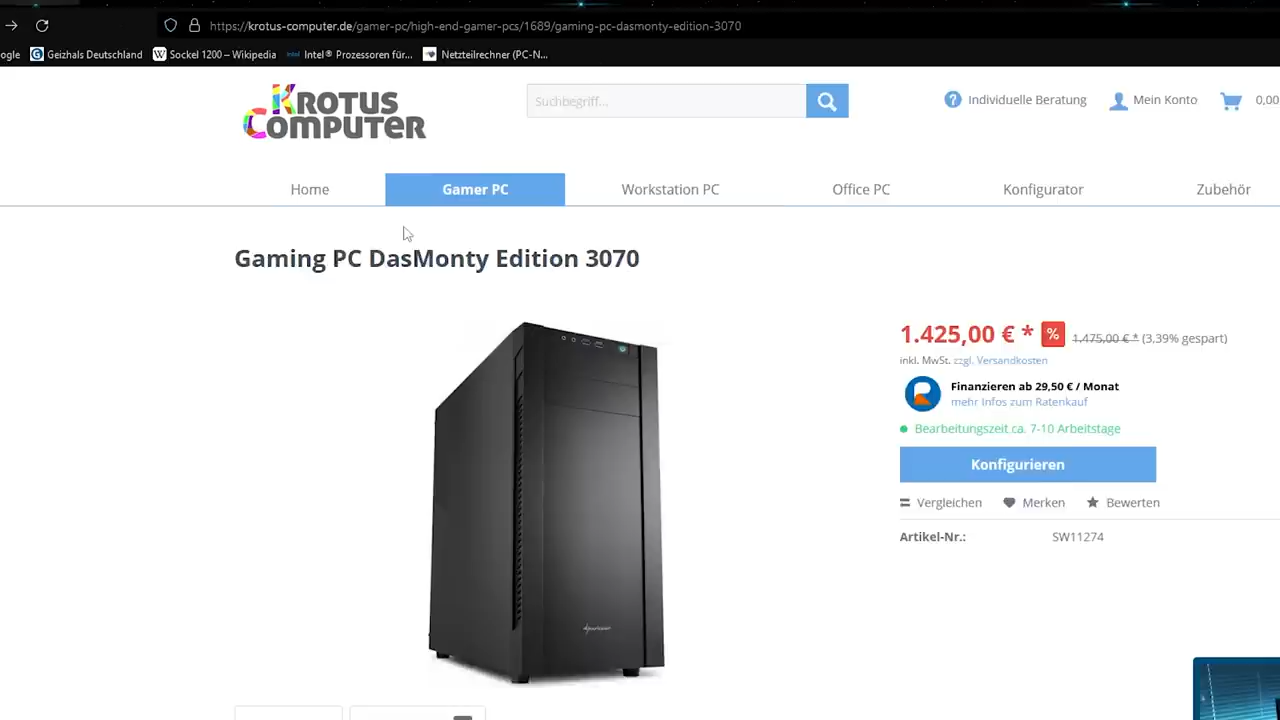 https://krotus-computer.de/gamer-pc/high-end-gamer-pcs/1689/gaming-pc-dasmonty-edition-3070
ogle Geizhals Deutschland Sockel 1200 – Wikipedia Intel® Prozessoren für... Netzteilrechner (PC-N...
KROTUS
COMPUTER
Suchbegriff...
Individuelle Beratung Mein Konto 0,00
Home Gamer PC Workstation PC Office PC Konfigurator Zubehör
Gaming PC DasMonty Edition 3070
1.425,00 € * % 1.475,00 € * (3,39% gespart)
inkl. MwSt. zzgl. Versandkosten
Finanzieren ab 29,50 € / Monat
mehr Infos zum Ratenkauf
Bearbeitungszeit ca. 7-10 Arbeitstage
Konfigurieren
Vergleichen Merken Bewerten
Artikel-Nr.: SW11274
Sharkoon